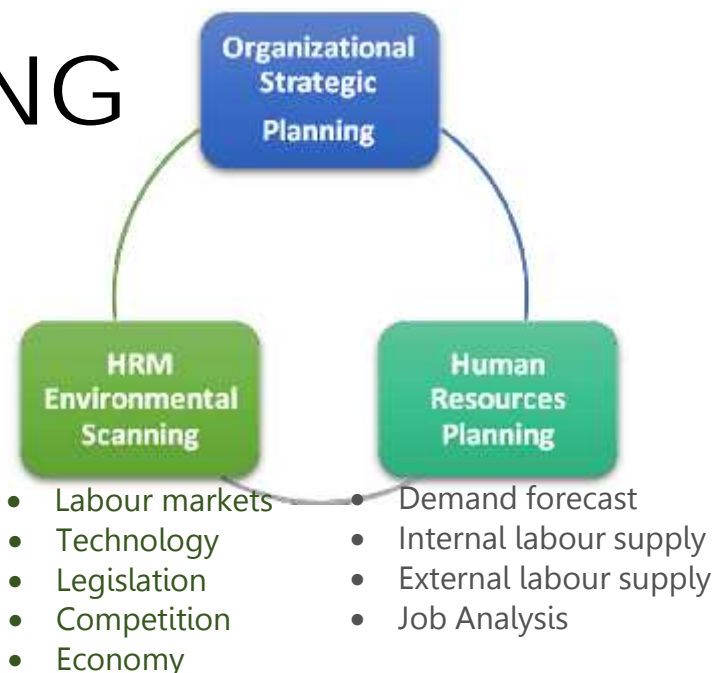 NG
Organizational
Strategic
Planning
HRM
Environmental
Scanning
Human
Resources
Planning
• Labour markets
• Technology
• Legislation
• Competition
• Economy
• Demand forecast
• Internal labour supply
• External labour supply
• Job Analysis